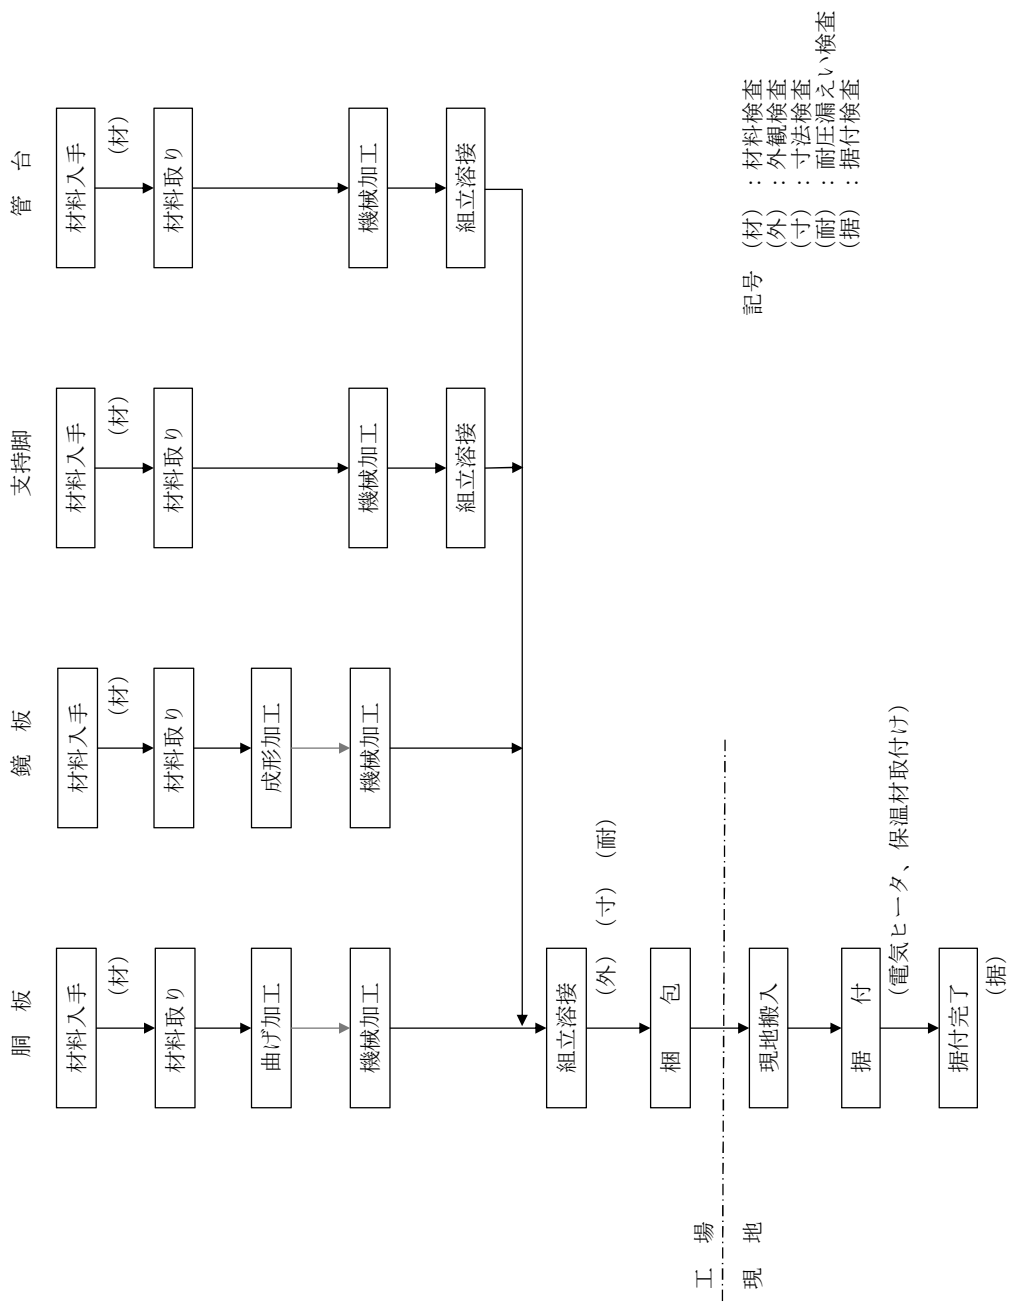 胴　板
材料入手
(材)
材料取り
曲げ加工
機械加工
鏡　板
材料入手
(材)
材料取り
成形加工
機械加工
支持脚
材料入手
(材)
材料取り
機械加工
組立溶接
管　台
材料入手
(材)
材料取り
機械加工
組立溶接
組立溶接
(外)　(寸)　(耐)
梱　包
工　場
現　地
現地搬入
据　付
(電気ヒータ、保温材取付け)
据付完了
(据)
記号　(材)　：材料検査
(外)　：外観検査
(寸)　：寸法検査
(耐)　：耐圧漏えい検査
(据)　：据付検査